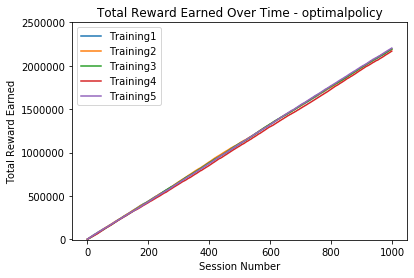 Total Reward Earned Over Time - optimalpolicy
Training1
Training2
Training3
Training4
Training5
Total Reward Earned
2500000
2000000
1500000
1000000
500000
0
0 200 400 600 800 1000
Session Number